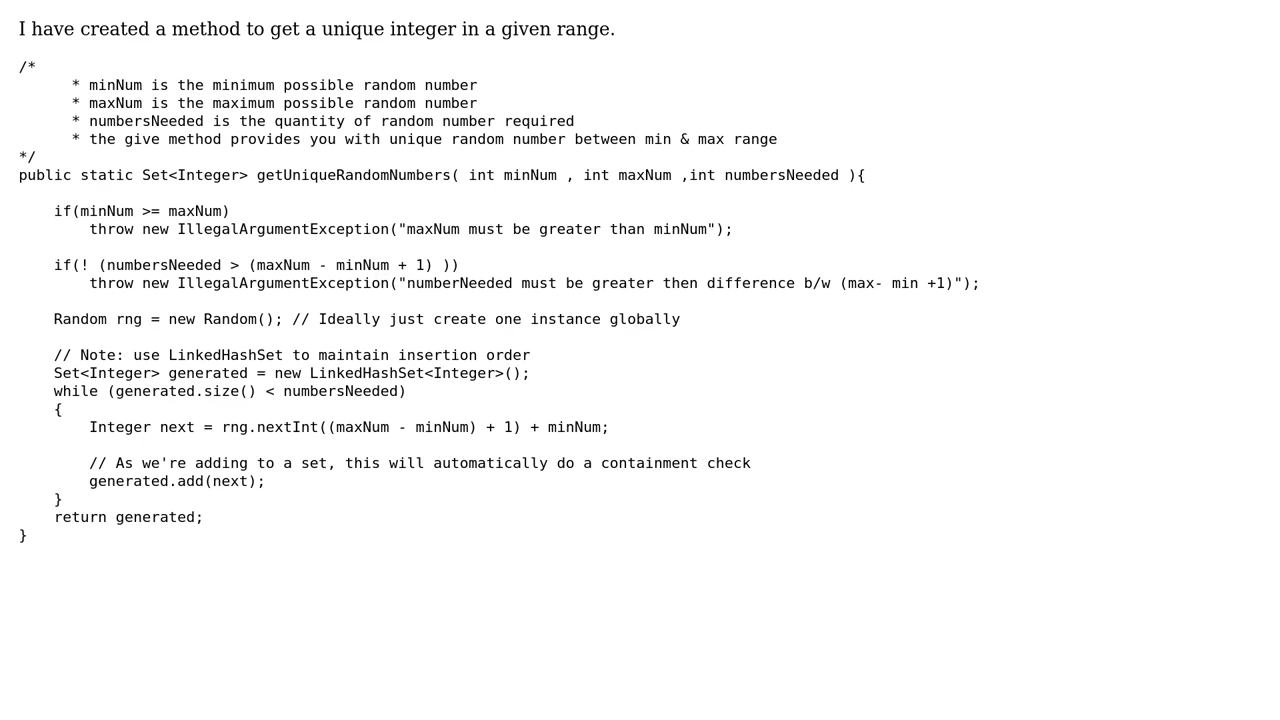 I have created a method to get a unique integer in a given range.
/*
      * minNum is the minimum possible random number
      * maxNum is the maximum possible random number
      * numbersNeeded is the quantity of random number required
      * the give method provides you with unique random number between min & max range
*/
public static Set<Integer> getUniqueRandomNumbers( int minNum , int maxNum ,int numbersNeeded ){

    if(minNum >= maxNum)
        throw new IllegalArgumentException("maxNum must be greater than minNum");

    if(! (numbersNeeded > (maxNum - minNum + 1) ))
        throw new IllegalArgumentException("numberNeeded must be greater then difference b/w (max- min +1)");

    Random rng = new Random(); // Ideally just create one instance globally

    // Note: use LinkedHashSet to maintain insertion order
    Set<Integer> generated = new LinkedHashSet<Integer>();
    while (generated.size() < numbersNeeded)
    {
        Integer next = rng.nextInt((maxNum - minNum) + 1) + minNum;

        // As we're adding to a set, this will automatically do a containment check
        generated.add(next);
    }
    return generated;
}